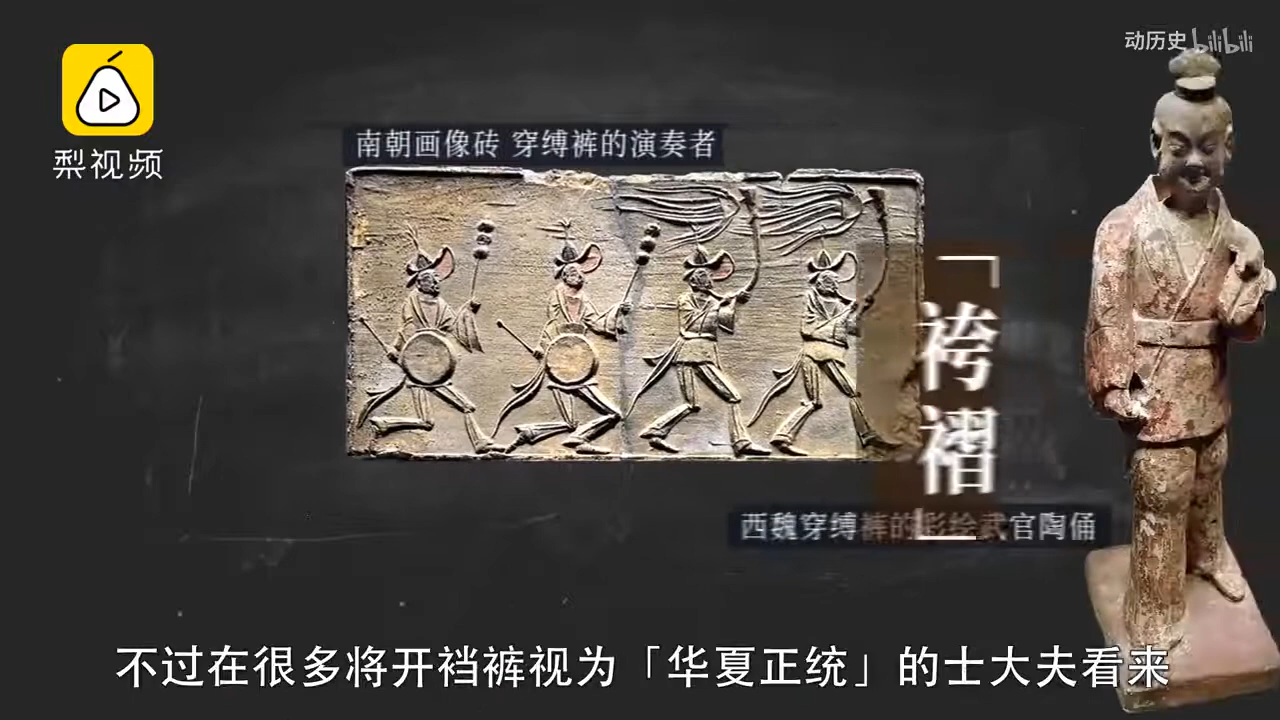 动历史 bilibili
梨视频
南朝画像砖 穿缚裤的演奏者
「袴褶」
西魏穿缚裤的彩绘武官陶俑
不过在很多将开裆裤视为「华夏正统」的士大夫看来